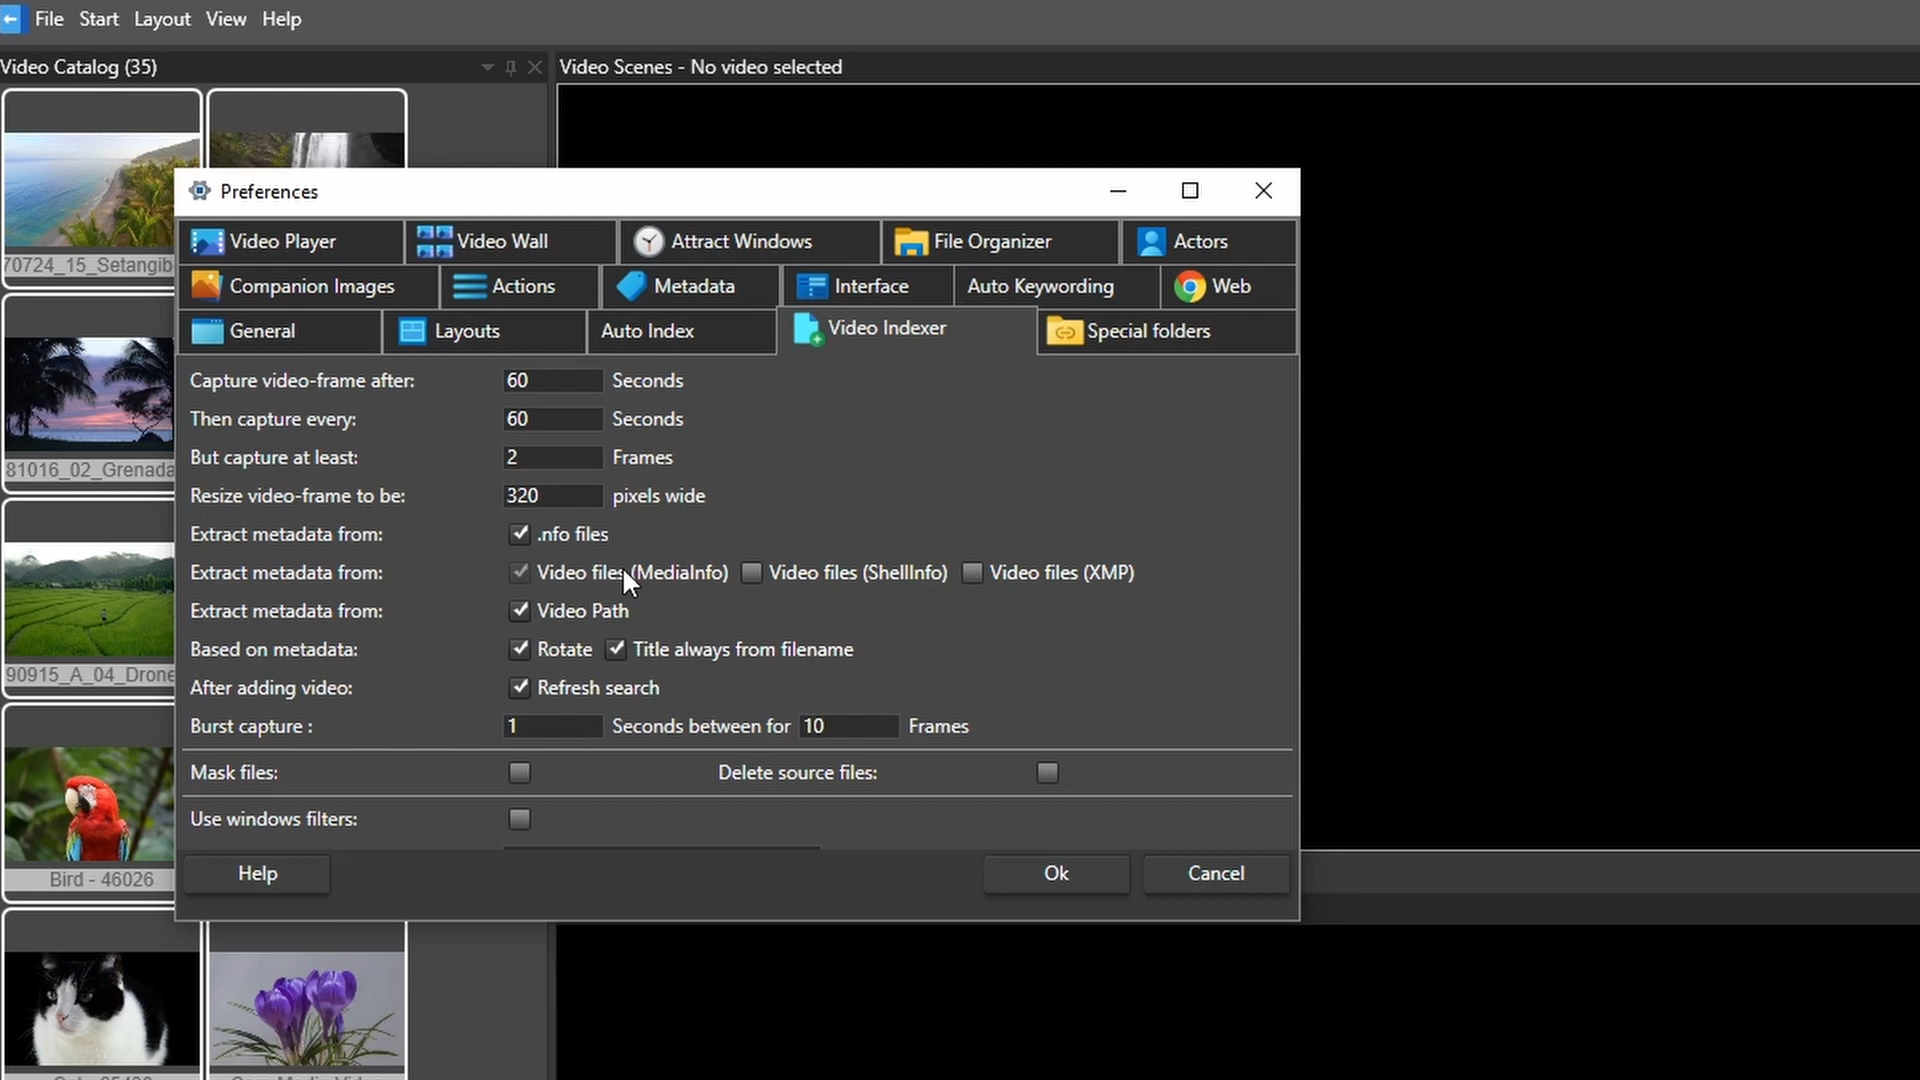 File Start Layout View Help
Video Catalog (35)
Video Scenes - No video selected
70724_15_Setangib
81016_02_Grenada
90915_A_04_Drone
Bird - 46026
Preferences
Video Player Video Wall Attract Windows File Organizer Actors
Companion Images Actions Metadata Interface Auto Keywording Web
General Layouts Auto Index Video Indexer Special folders
Capture video-frame after: 60 Seconds
Then capture every: 60 Seconds
But capture at least: 2 Frames
Resize video-frame to be: 320 pixels wide
Extract metadata from: .nfo files
Extract metadata from: Video files (MediaInfo) Video files (ShellInfo) Video files (XMP)
Extract metadata from: Video Path
Based on metadata: Rotate Title always from filename
After adding video: Refresh search
Burst capture : 1 Seconds between for 10 Frames
Mask files: Delete source files:
Use windows filters:
Help Ok Cancel